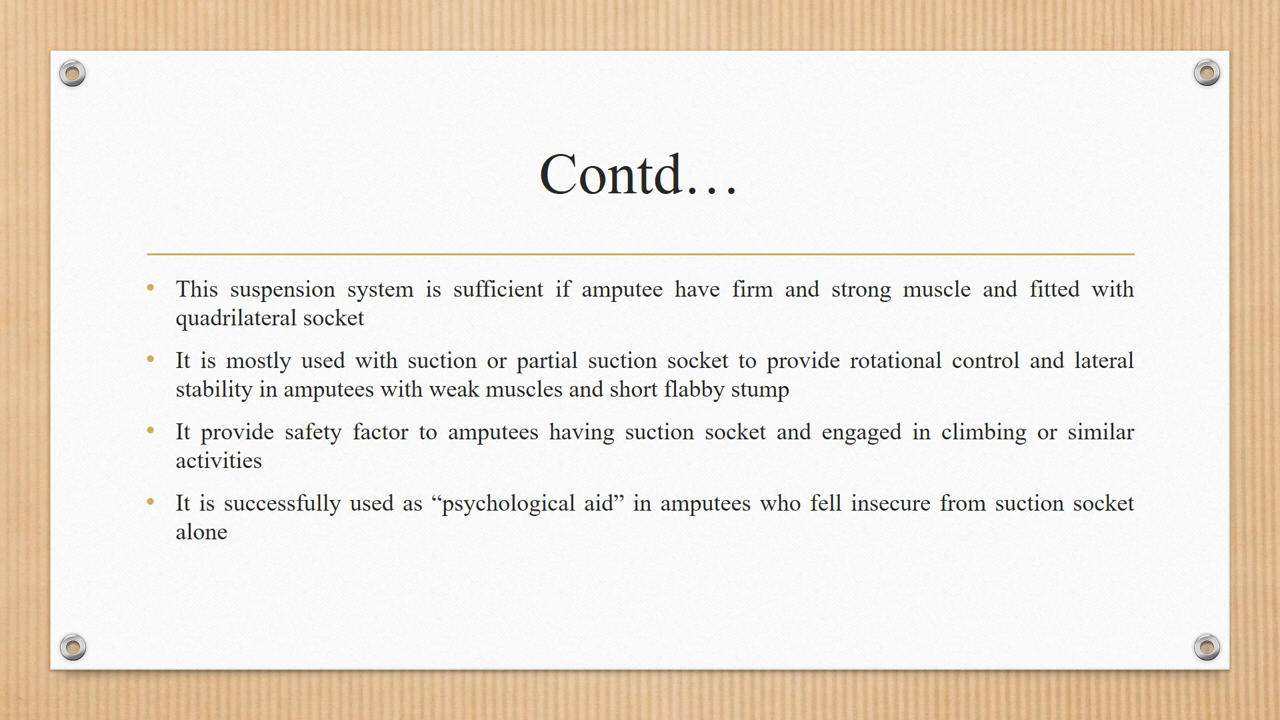 Contd…
• This suspension system is sufficient if amputee have firm and strong muscle and fitted with
quadrilateral socket
• It is mostly used with suction or partial suction socket to provide rotational control and lateral
stability in amputees with weak muscles and short flabby stump
• It provide safety factor to amputees having suction socket and engaged in climbing or similar
activities
• It is successfully used as “psychological aid” in amputees who fell insecure from suction socket
alone